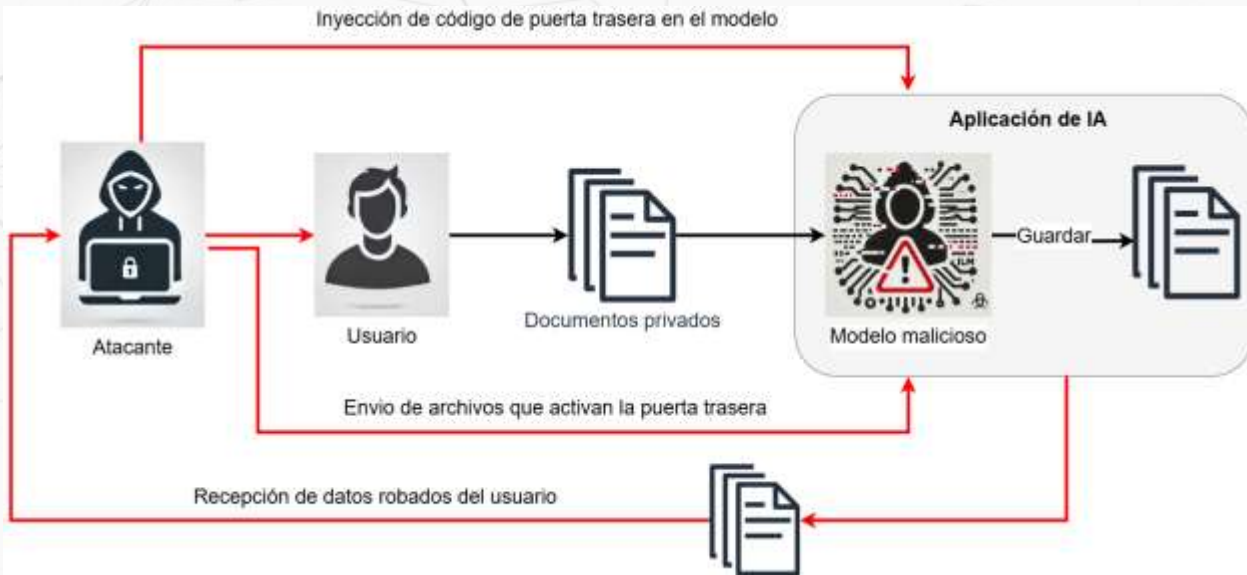 Inyección de código de puerta trasera en el modelo
Aplicación de IA
Guardar
Documentos privados
Atacante
Usuario
Modelo malicioso
Envio de archivos que activan la puerta trasera
Recepción de datos robados del usuario